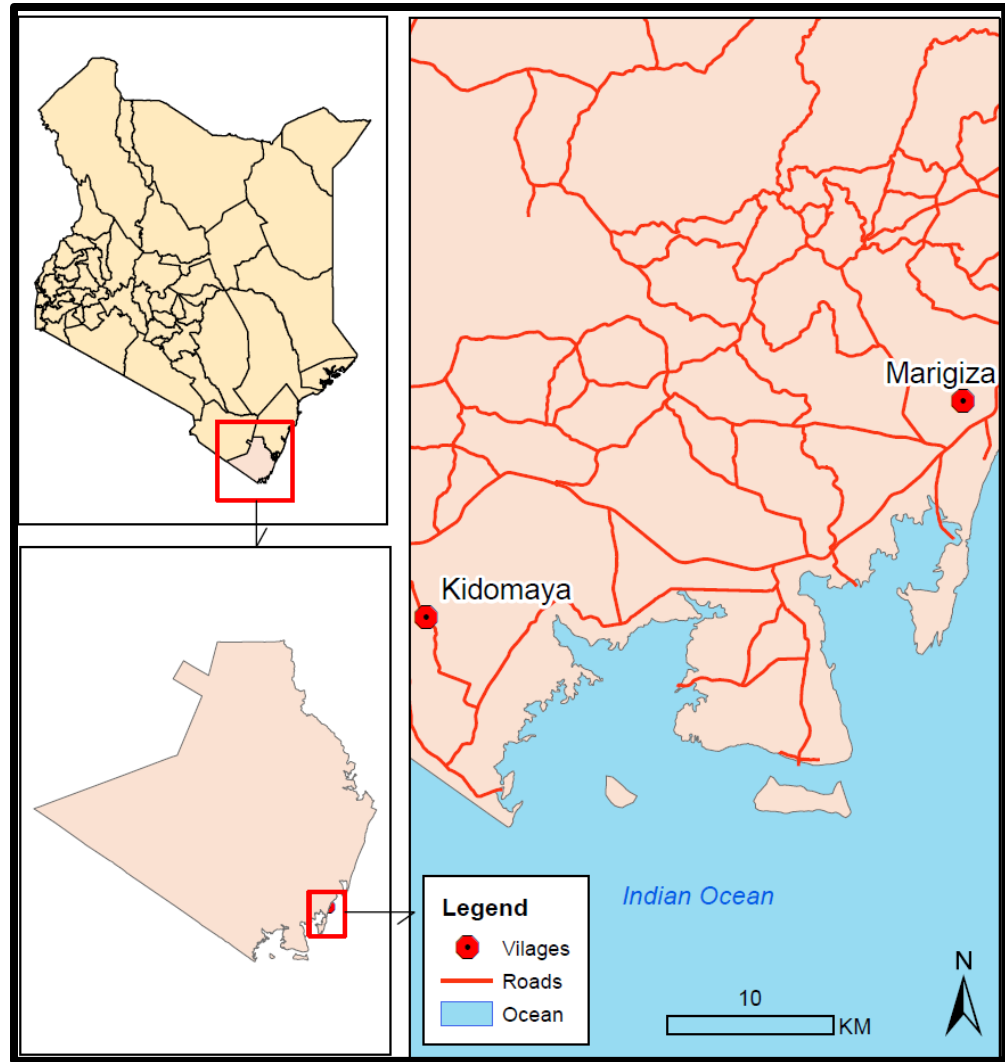 Marigiza
Kidomaya
Indian Ocean
Legend
Vilages
Roads
Ocean
10
KM
N